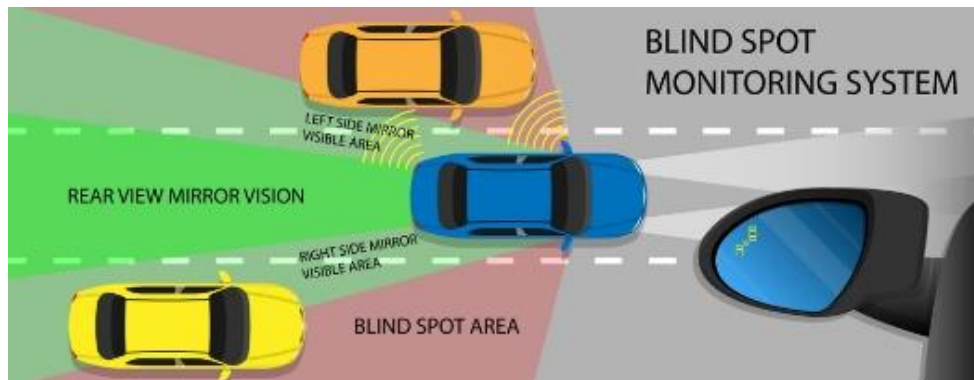 BLIND SPOT
MONITORING SYSTEM
LEFT SIDE MIRROR
VISIBLE AREA
REAR VIEW MIRROR VISION
RIGHT SIDE MIRROR
VISIBLE AREA
BLIND SPOT AREA